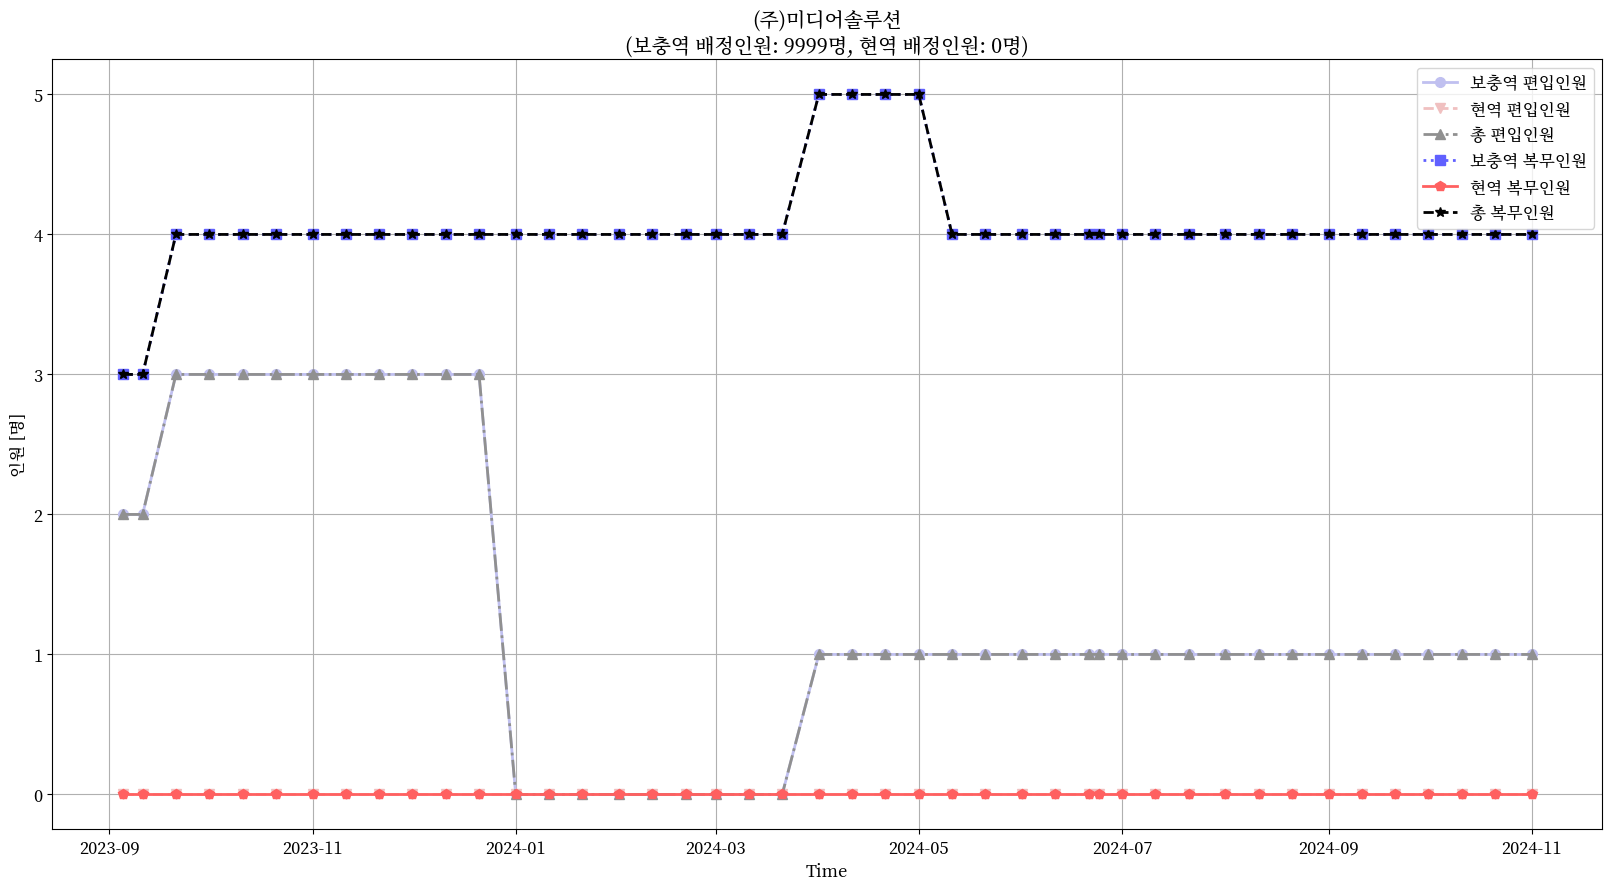 (주)미디어솔루션
(보충역 배정인원: 9999명, 현역 배정인원: 0명)
보충역 편입인원
현역 편입인원
총 편입인원
보충역 복무인원
현역 복무인원
총 복무인원
인원 [명]
5
4
3
2
1
0
2023-09
2023-11
2024-01
2024-03
2024-05
2024-07
2024-09
2024-11
Time